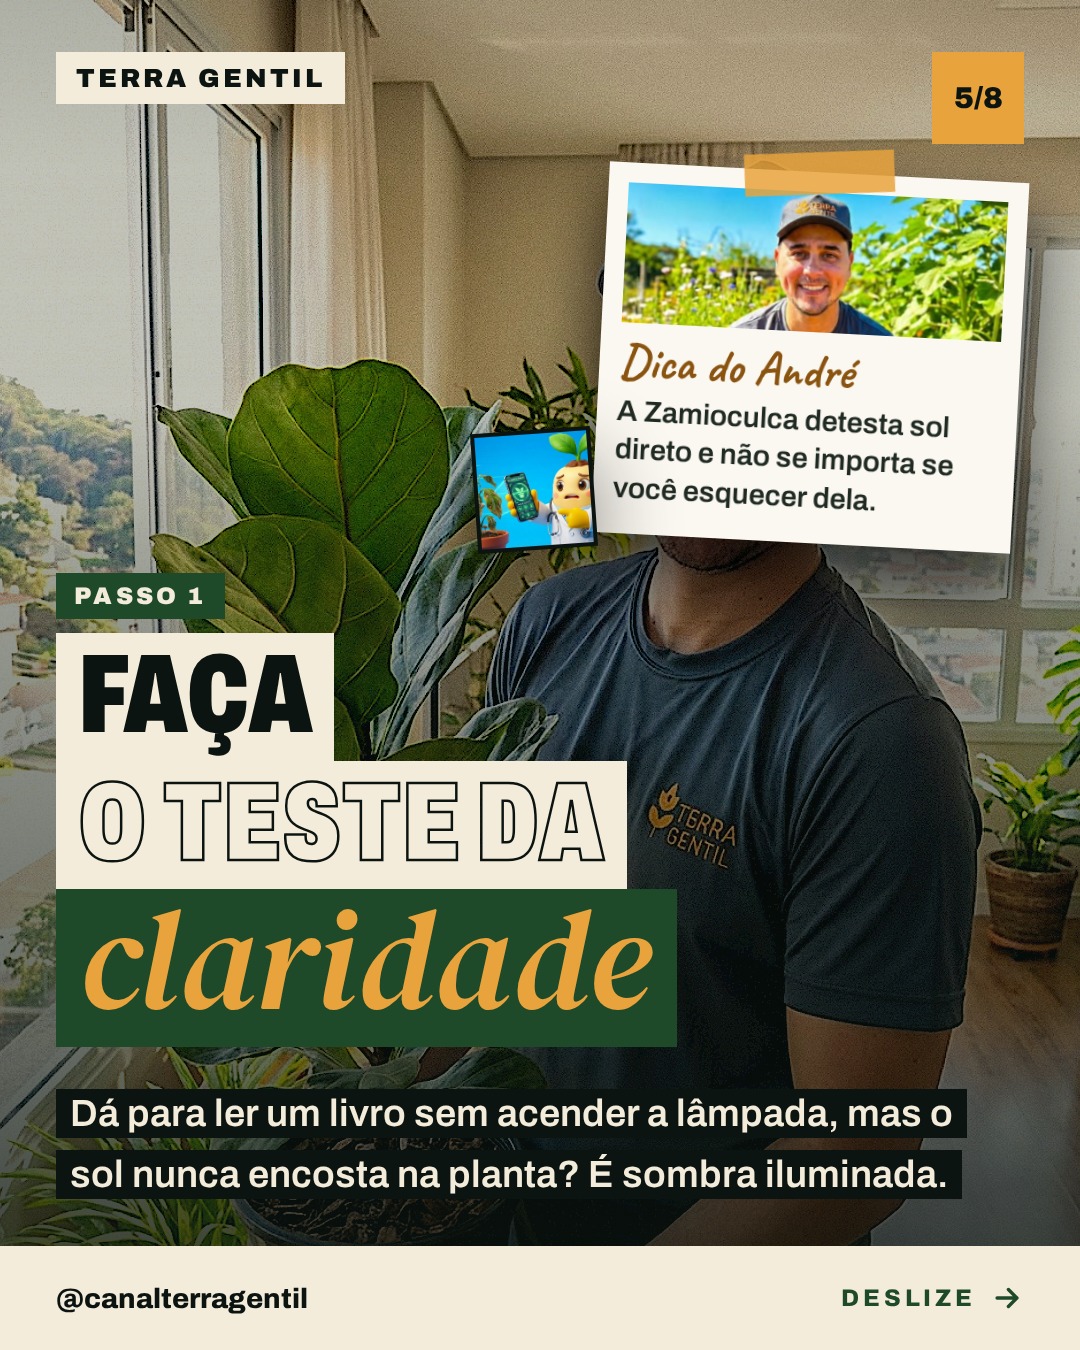 TERRA GENTIL
5/8
TERRA
GENTIL
Dica do André
A Zamioculca detesta sol
direto e não se importa se
você esquecer dela.
PASSO 1
FAÇA
O TESTE DA
claridade
TERRA
GENTIL
Dá para ler um livro sem acender a lâmpada, mas o
sol nunca encosta na planta? É sombra iluminada.
@canalterragentil
DESLIZE →